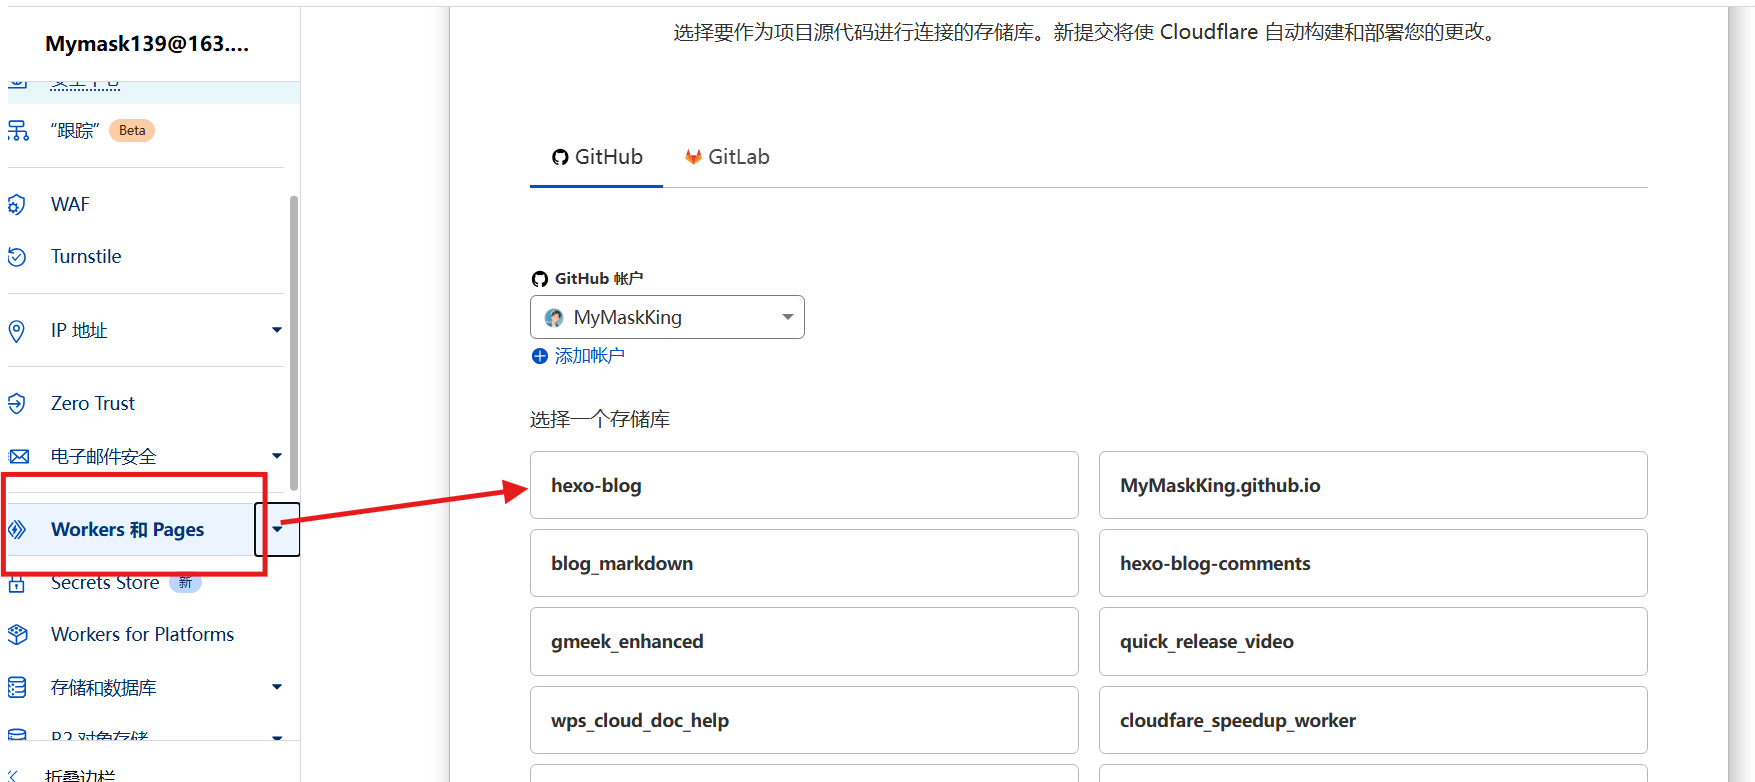 Mymask139@163....
安全中心
“跟踪” Beta
WAF
Turnstile
IP 地址
Zero Trust
电子邮件安全
Workers 和 Pages
Secrets Store 新
Workers for Platforms
存储和数据库
R2 对象存储
折叠边栏
选择要作为项目源代码进行连接的存储库。新提交将使 Cloudflare 自动构建和部署您的更改。
GitHub GitLab
GitHub 帐户
MyMaskKing
添加帐户
选择一个存储库
hexo-blog MyMaskKing.github.io
blog_markdown hexo-blog-comments
gmeek_enhanced quick_release_video
wps_cloud_doc_help cloudfare_speedup_worker